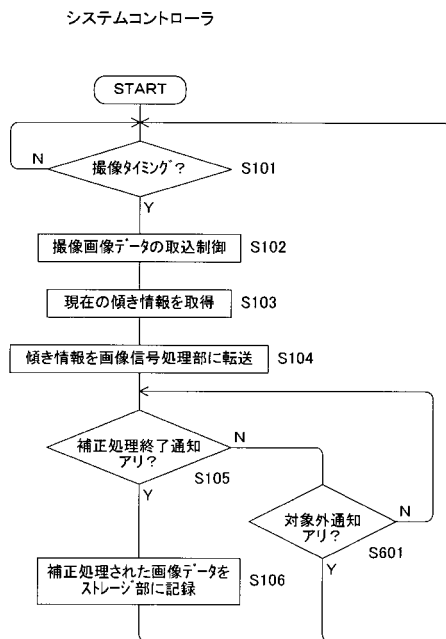 システムコントローラ
START
撮像タイミング?
N
S101
Y
撮像画像データの取込制御
S102
現在の傾き情報を取得
S103
傾き情報を画像信号処理部に転送
S104
補正処理終了通知
アリ?
N
S105
Y
対象外通知
アリ?
N
S601
Y
補正処理された画像データを
ストレージ部に記録
S106